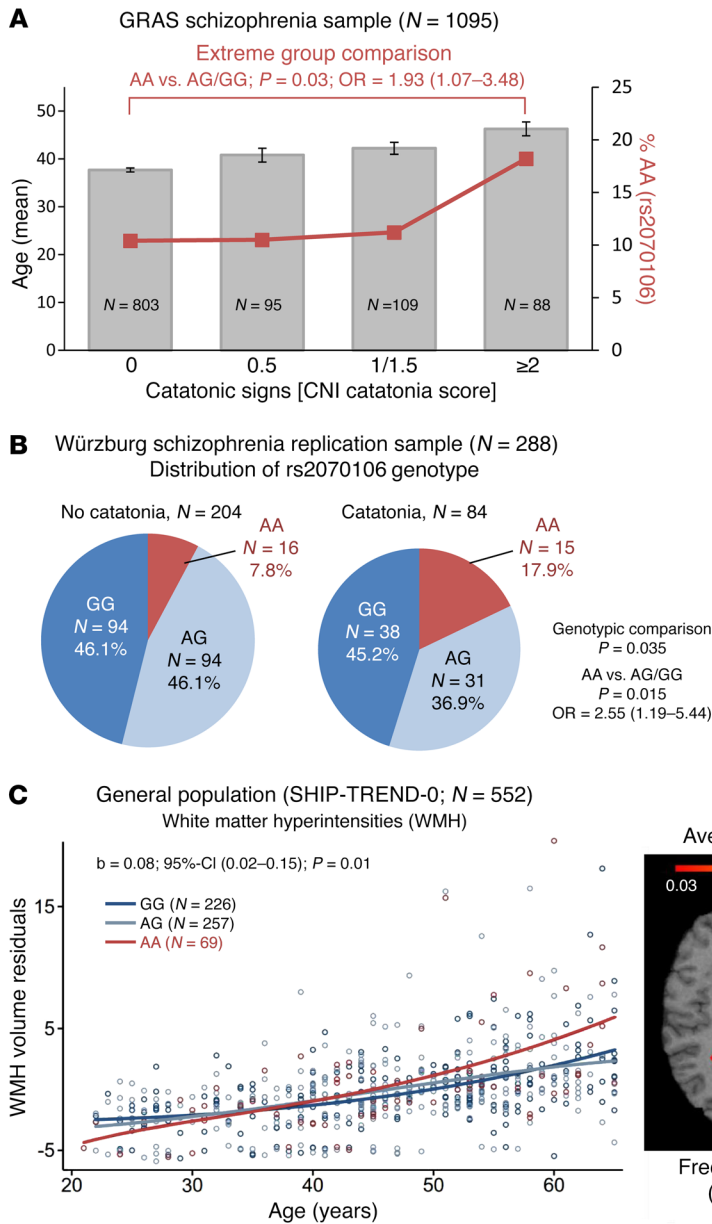 A
GRAS schizophrenia sample (N = 1095)
Extreme group comparison
AA vs. AG/GG; P = 0.03; OR = 1.93 (1.07–3.48)
Age (mean)
50
40
30
20
10
0
25
20
15
10
5
0
% AA (rs2070106)
N = 803
N = 95
N =109
N = 88
0
0.5
1/1.5
≥2
Catatonic signs [CNI catatonia score]
B
Würzburg schizophrenia replication sample (N = 288)
Distribution of rs2070106 genotype
No catatonia, N = 204
AA
N = 16
7.8%
GG
N = 94
46.1%
AG
N = 94
46.1%
Catatonia, N = 84
AA
N = 15
17.9%
GG
N = 38
45.2%
AG
N = 31
36.9%
Genotypic comparison
P = 0.035
AA vs. AG/GG
P = 0.015
OR = 2.55 (1.19–5.44)
C
General population (SHIP-TREND-0; N = 552)
White matter hyperintensities (WMH)
b = 0.08; 95%-CI (0.02–0.15); P = 0.01
GG (N = 226)
AG (N = 257)
AA (N = 69)
WMH volume residuals
15
5
-5
20
30
40
50
60
Age (years)
Ave
0.03
Fred
(